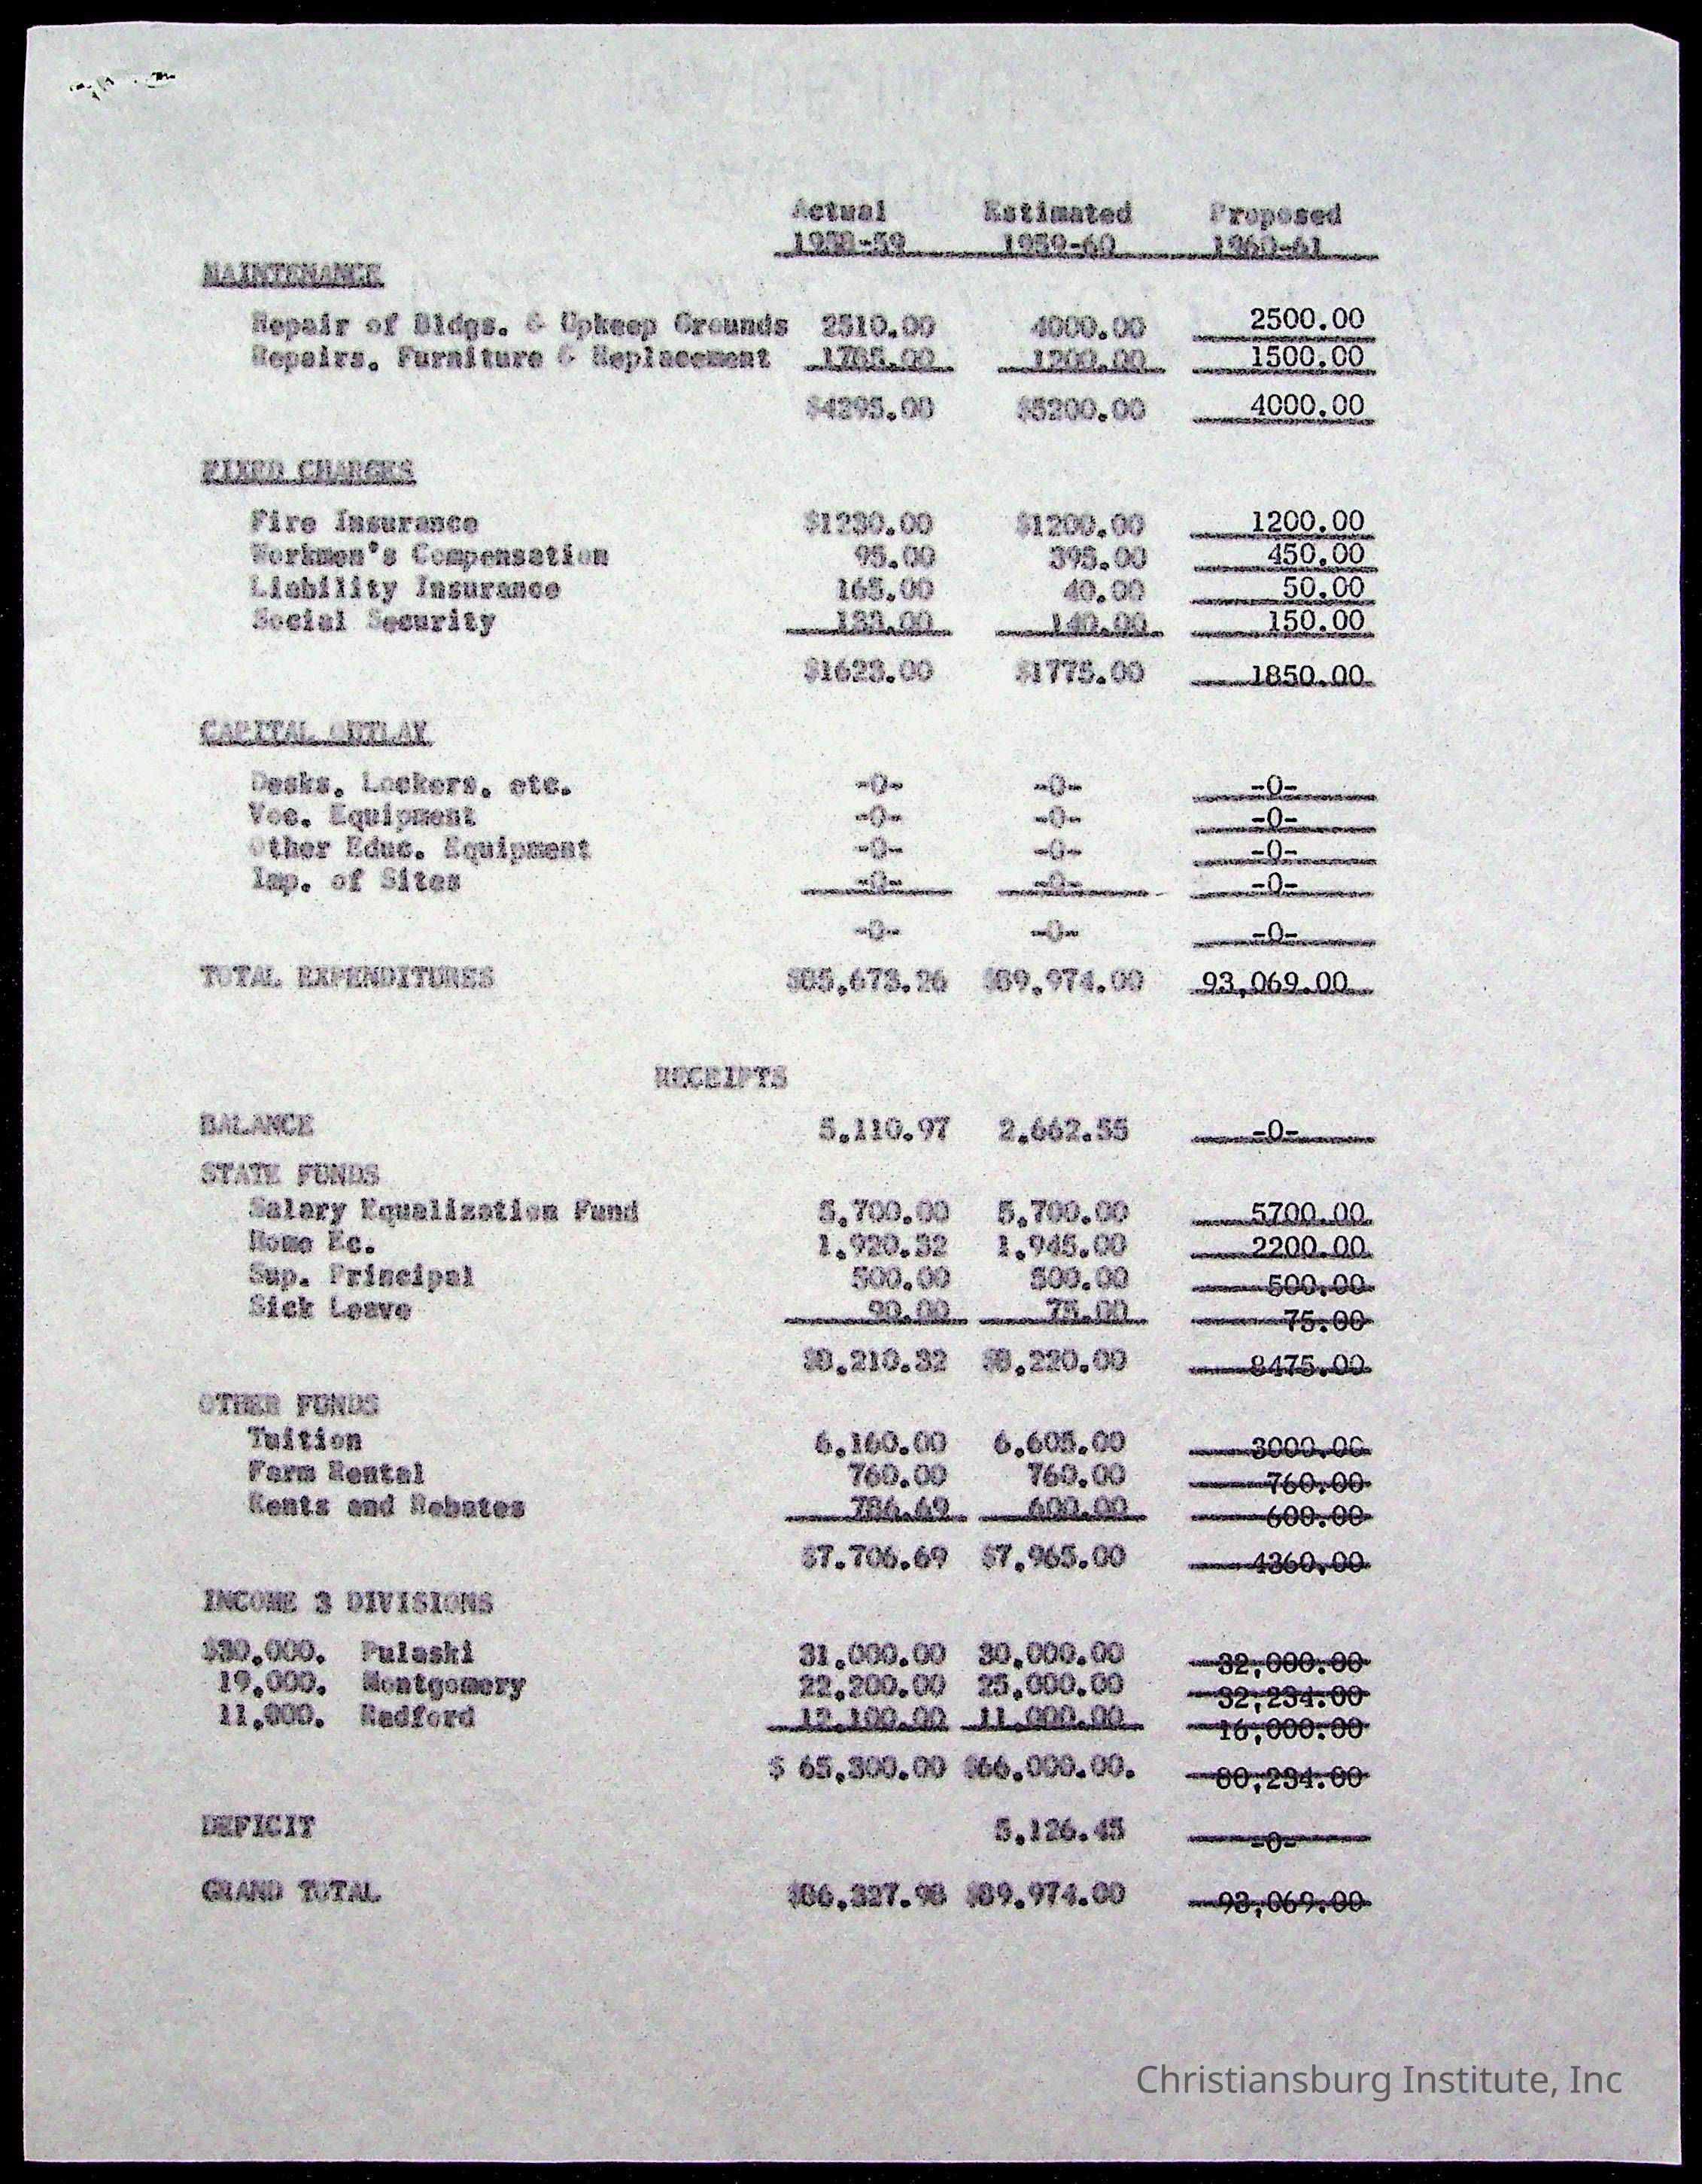 Actual Estimated Proposed
1958-59 1959-60 1960-61
MAINTENANCE
Repair of Bldgs. & Upkeep Grounds 2510.00 4000.00 2500.00
Repairs, Furniture & Replacement 1785.00 1200.00 1500.00
$4295.00 $5200.00 4000.00
FIXED CHARGES
Fire Insurance $1230.00 $1200.00 1200.00
Workmen's Compensation 95.00 395.00 450.00
Liability Insurance 165.00 40.00 50.00
Social Security 133.00 140.00 150.00
$1623.00 $1775.00 1850.00
CAPITAL OUTLAY
Desks, Lockers, etc. -0- -0- -0-
Voc. Equipment -0- -0- -0-
Other Educ. Equipment -0- -0- -0-
Imp. of Sites -0- -0- -0-
-0- -0- -0-
TOTAL EXPENDITURES $85,673.26 $89,974.00 93,069.00
RECEIPTS
BALANCE 5,110.97 2,662.55 -0-
STATE FUNDS
Salary Equalization Fund 5,700.00 5,700.00 5700.00
Home Ec. 1,920.32 1,945.00 2200.00
Sup. Principal 500.00 500.00 500.00
Sick Leave 90.00 75.00 75.00
$8,210.32 $8,220.00 8475.00
OTHER FUNDS
Tuition 6,160.00 6,605.00 3000.00
Farm Rental 760.00 760.00 760.00
Rents and Rebates 786.69 600.00 600.00
$7,706.69 $7,965.00 4360.00
INCOME 3 DIVISIONS
$30,000. Pulaski 31,000.00 30,000.00 32,000.00
19,000. Montgomery 22,200.00 25,000.00 32,234.00
11,000. Radford 12,100.00 11,000.00 16,000.00
$ 65,300.00 $66,000.00. 80,234.00
DEFICIT 5,126.45 -0-
GRAND TOTAL $86,327.98 $89,974.00 93,069.00
Christiansburg Institute, Inc